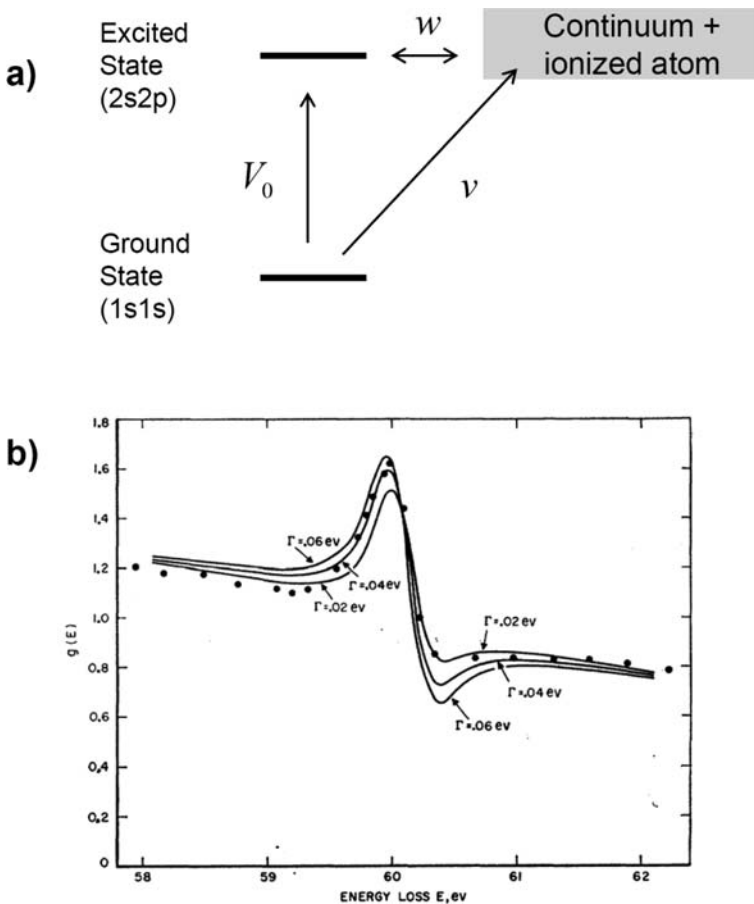 a)
Excited
State
(2s2p)
w
Continuum +
ionized atom
V₀
v
Ground
State
(1s1s)
b)
g(E)
1.8
1.6
1.4
1.2
1.0
0.8
0.6
0.4
0.2
0
Γ=.06 ev
Γ=.04 ev
Γ=.02 ev
Γ=.02 ev
Γ=.04 ev
Γ=.06 ev
58 59 60 61 62
ENERGY LOSS E, ev